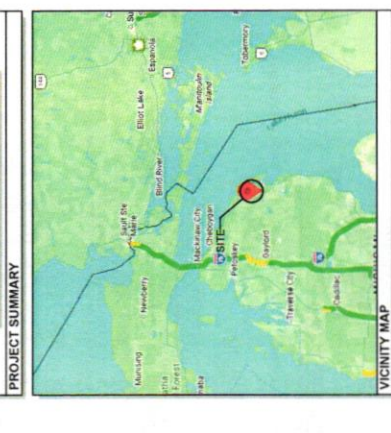 PROJECT SUMMARY
Sault Ste
Marie
Elliot Lake
Espanola
Blind River
Manitoulin
Island
Tobermory
Munising
Newberry
Mackinaw City
Cheboygan
SITE
Petoskey
Gaylord
Traverse City
Cadillac
Forest
VICINITY MAP